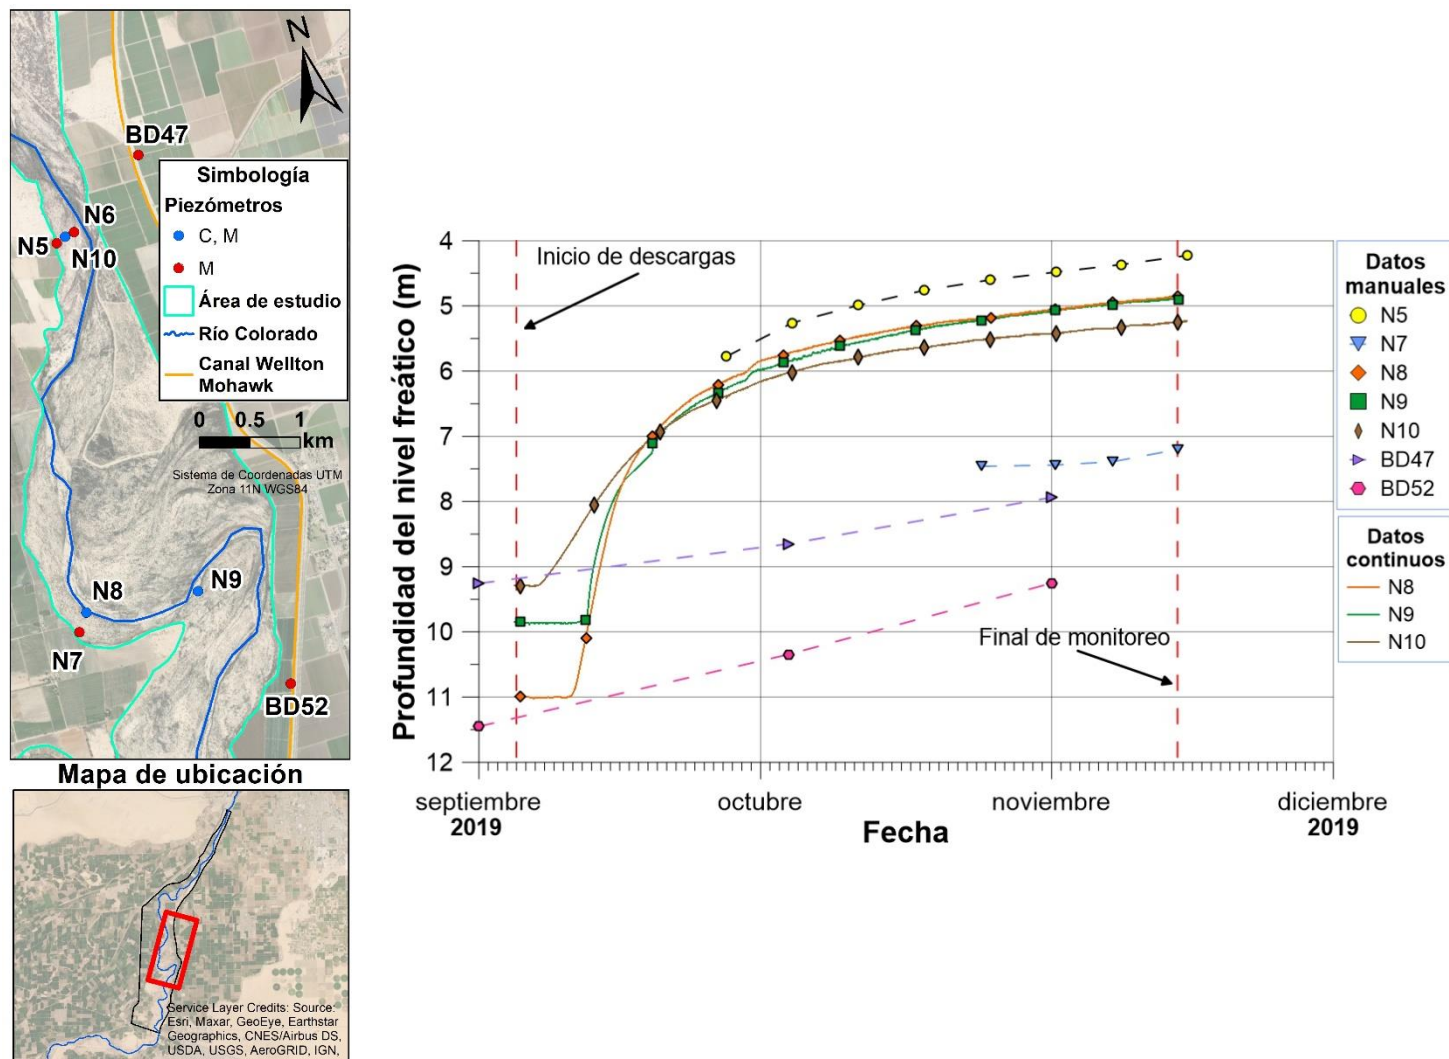 N
BD47
Simbología
Piezómetros
C, M
M
Área de estudio
Río Colorado
Canal Wellton
Mohawk
N6
N5
N10
0 0.5 1
km
Sistema de Coordenadas UTM
Zona 11N WGS84
N8
N9
N7
BD52
Mapa de ubicación
Service Layer Credits: Source:
Esri, Maxar, GeoEye, Earthstar
Geographics, CNES/Airbus DS,
USDA, USGS, AeroGRID, IGN,
Profundidad del nivel freático (m)
4
5
6
7
8
9
10
11
12
Inicio de descargas
Final de monitoreo
septiembre
2019
octubre
noviembre
diciembre
2019
Fecha
Datos
manuales
N5
N7
N8
N9
N10
BD47
BD52
Datos
continuos
N8
N9
N10